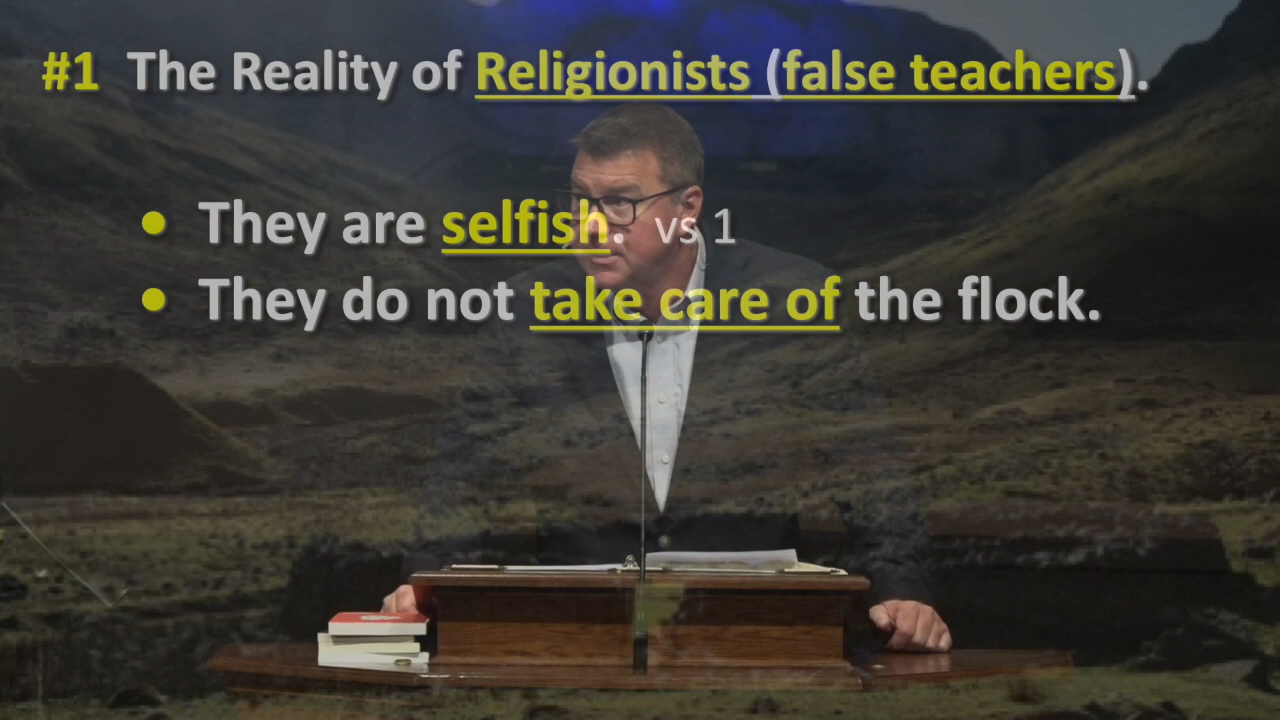 #1 The Reality of Religionists (false teachers).
• They are selfish. vs 1
• They do not take care of the flock.